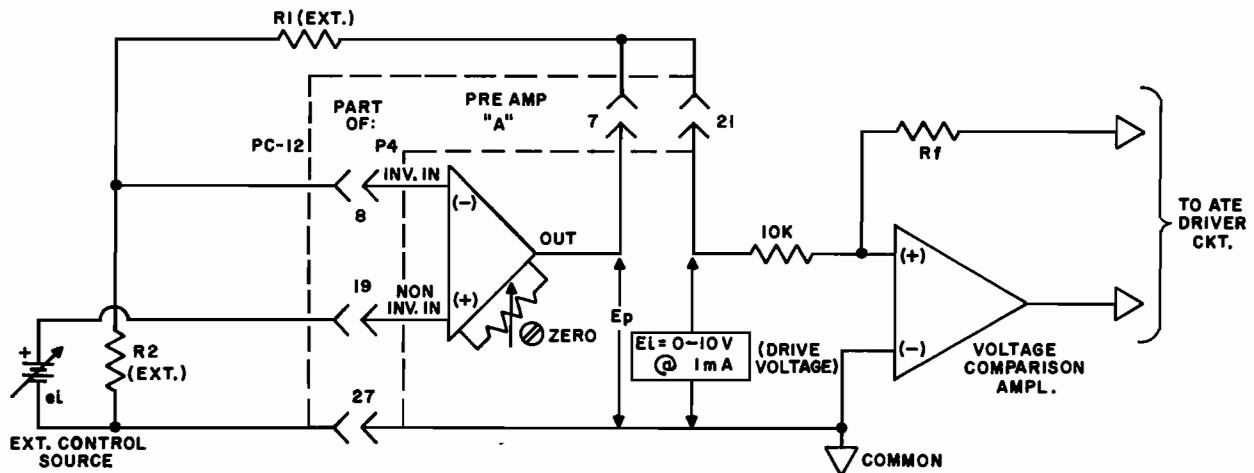 R1 (EXT.)
PART
OF:
PRE AMP
"A"
7
21
PC-12
P4
INV. IN
Rf
8
(-)
TO ATE
DRIVER
CKT.
OUT
10K
(+)
19
NON
INV. IN
(+)
ZERO
Ep
Ei = 0-10V
@ 1mA
(DRIVE
VOLTAGE)
(-)
VOLTAGE
COMPARISON
AMPL.
+
ei
R2
(EXT.)
27
EXT. CONTROL
SOURCE
COMMON